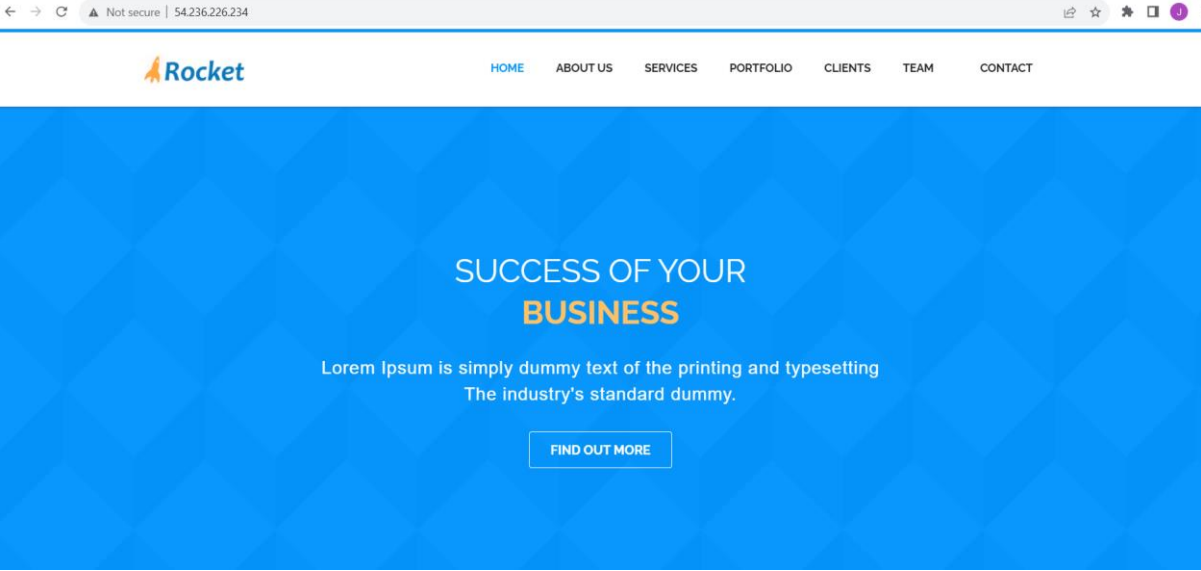 Not secure | 54.236.226.234
J
Rocket
HOME ABOUT US SERVICES PORTFOLIO CLIENTS TEAM CONTACT
SUCCESS OF YOUR
BUSINESS
Lorem Ipsum is simply dummy text of the printing and typesetting
The industry's standard dummy.
FIND OUT MORE